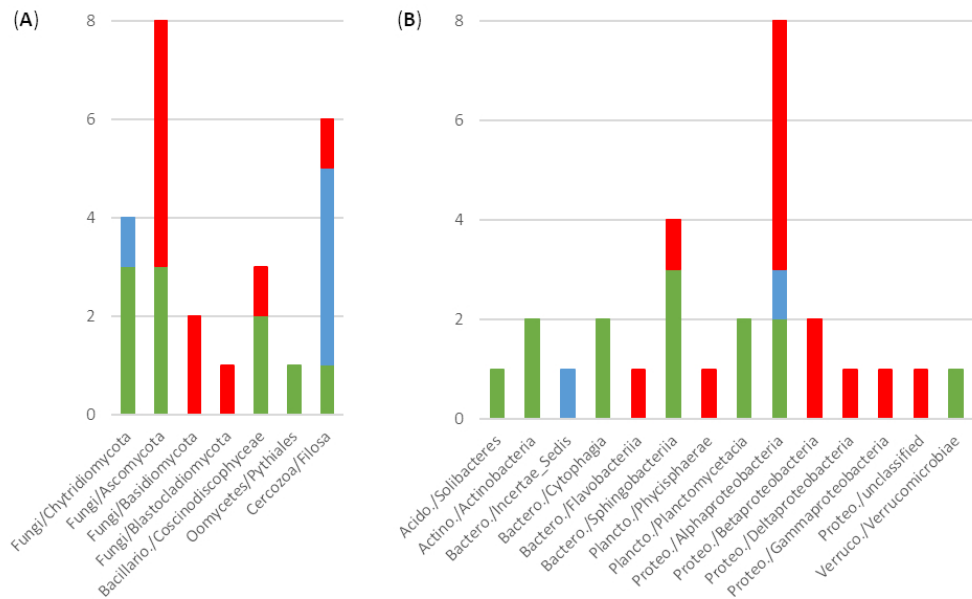 (A)
8
6
4
2
0
Fungi/Chytridiomycota
Fungi/Ascomycota
Fungi/Basidiomycota
Fungi/Blastocladiomycota
Bacillario./Coscinodiscophyceae
Oomycetes/Pythiales
Cercozoa/Filosa
(B)
8
6
4
2
0
Acido./Solibacteres
Actino./Actinobacteria
Bactero./Incertae_Sedis
Bactero./Cytophagia
Bactero./Flavobacteriia
Bactero./Sphingobacteriia
Plancto./Phycisphaerae
Plancto./Planctomycetacia
Proteo./Alphaproteobacteria
Proteo./Betaproteobacteria
Proteo./Deltaproteobacteria
Proteo./Gammaproteobacteria
Proteo./unclassified
Verruco./Verrucomicrobiae